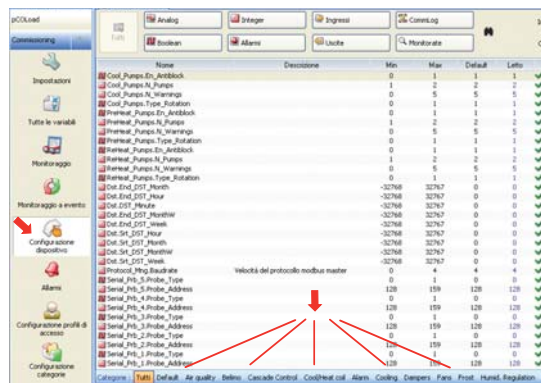 pCOLoad
Commissioning
Impostazioni
Tutte le variabili
Monitoraggio
Monitoraggio a evento
Configurazione dispositivo
Allarmi
Configurazione profili di accesso
Configurazione categorie
Tutti
Analog
Integer
Ingressi
CommLog
Boolean
Allarmi
Uscite
Monitorate
Nome Descrizione Min Max Default Letto
Cool_Pumps.En_Antiblock 0 1 1 1
Cool_Pumps.N_Pumps 1 2 2 2
Cool_Pumps.N_Warnings 0 5 5 5
Cool_Pumps.Type_Rotation 0 1 1 1
PreHeat_Pumps.En_Antiblock 0 1 1 1
PreHeat_Pumps.N_Pumps 1 2 2 2
PreHeat_Pumps.N_Warnings 0 5 5 5
PreHeat_Pumps.Type_Rotation 0 1 1 1
ReHeat_Pumps.En_Antiblock 0 1 1 1
ReHeat_Pumps.N_Pumps 1 2 2 2
ReHeat_Pumps.N_Warnings 0 5 5 5
ReHeat_Pumps.Type_Rotation 0 1 1 1
Dst.End_DST_Month -32768 32767 0 0
Dst.End_DST_Hour -32768 32767 0 0
Dst.DST_Minute -32768 32767 0 0
Dst.End_DST_MonthW -32768 32767 0 0
Dst.End_DST_Week -32768 32767 0 0
Dst.Srt_DST_Hour -32768 32767 0 0
Dst.Srt_DST_Month -32768 32767 0 0
Dst.Srt_DST_MonthW -32768 32767 0 0
Dst.Srt_DST_Week -32768 32767 0 0
Protocol_Mng.Baudrate Velocità del protocollo modbus master 0 4 4 4
Serial_Prb_5.Probe_Type 0 1 0 0
Serial_Prb_5.Probe_Address 128 159 128 128
Serial_Prb_4.Probe_Type 0 1 0 0
Serial_Prb_4.Probe_Address 128 159 128 128
Serial_Prb_3.Probe_Type 0 1 0 0
Serial_Prb_3.Probe_Address 128 159 128 128
Serial_Prb_2.Probe_Type 0 1 0 0
Serial_Prb_2.Probe_Address 128 159 128 128
Serial_Prb_1.Probe_Type 0 1 0 0
Serial_Prb_1.Probe_Address 128 159 128 128
Categorie: Tutti Default Air quality Belimo Cascade Control Cool/Heat coil Alarm Cooling Dampers Fans Frost Humid. Regulation